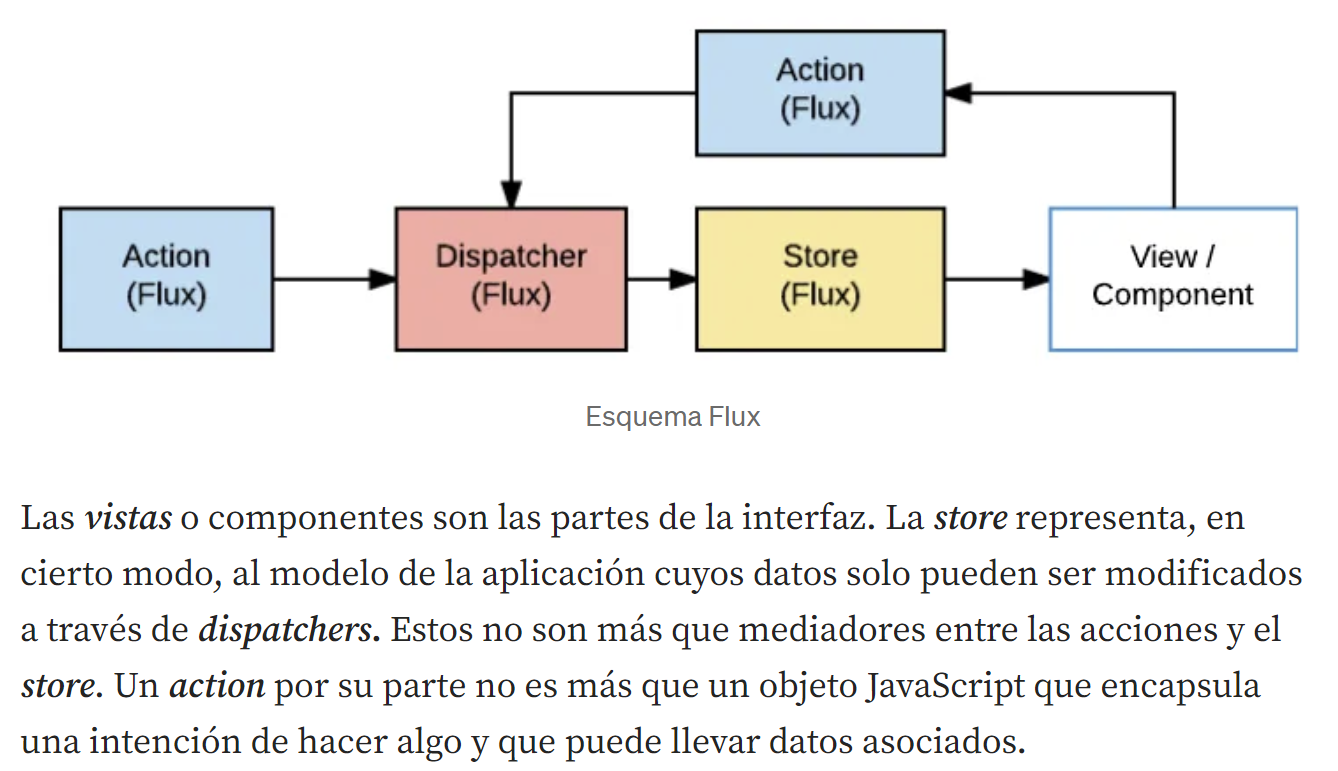 Action
(Flux)
Action
(Flux)
Dispatcher
(Flux)
Store
(Flux)
View /
Component
Esquema Flux
Las vistas o componentes son las partes de la interfaz. La store representa, en
cierto modo, al modelo de la aplicación cuyos datos solo pueden ser modificados
a través de dispatchers. Estos no son más que mediadores entre las acciones y el
store. Un action por su parte no es más que un objeto JavaScript que encapsula
una intención de hacer algo y que puede llevar datos asociados.